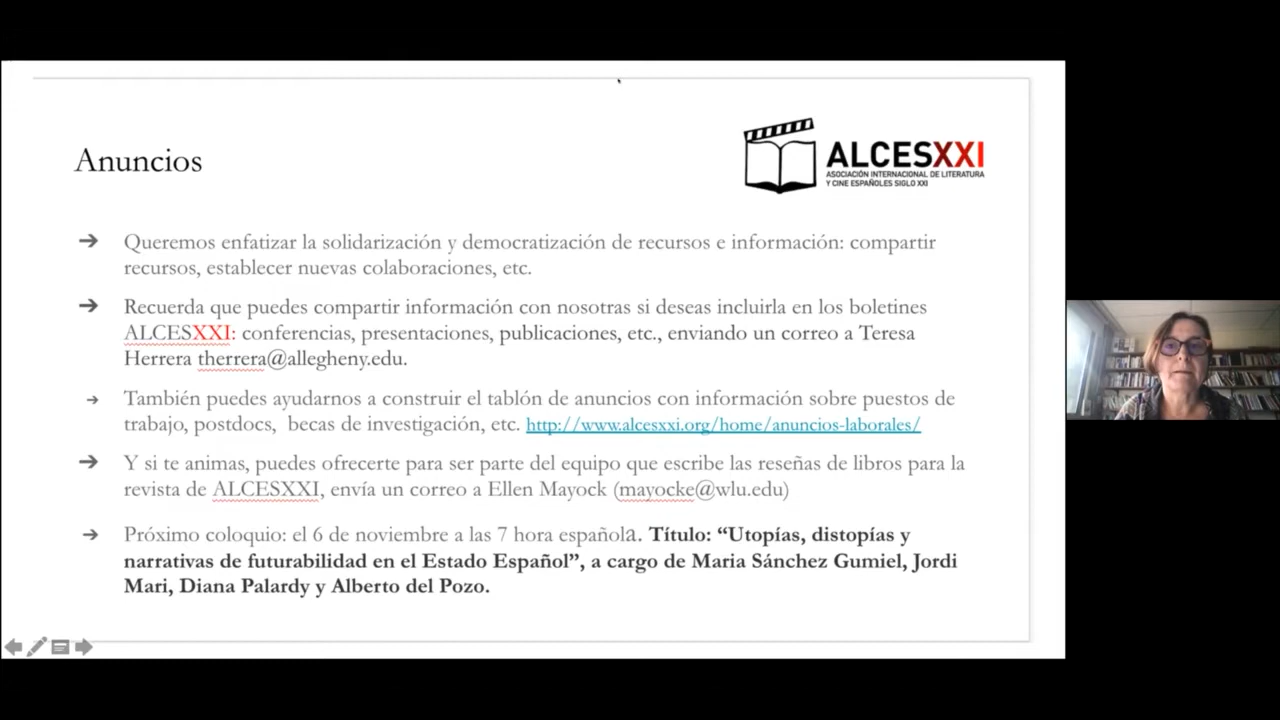 Anuncios
ALCESXXI
ASOCIACIÓN INTERNACIONAL DE LITERATURA
Y CINE ESPAÑOLES SIGLO XXI
➔ Queremos enfatizar la solidarización y democratización de recursos e información: compartir
recursos, establecer nuevas colaboraciones, etc.
➔ Recuerda que puedes compartir información con nosotras si deseas incluirla en los boletines
ALCESXXI: conferencias, presentaciones, publicaciones, etc., enviando un correo a Teresa
Herrera therrera@allegheny.edu.
➔ También puedes ayudarnos a construir el tablón de anuncios con información sobre puestos de
trabajo, postdocs, becas de investigación, etc. http://www.alcesxxi.org/home/anuncios-laborales/
➔ Y si te animas, puedes ofrecerte para ser parte del equipo que escribe las reseñas de libros para la
revista de ALCESXXI, envía un correo a Ellen Mayock (mayocke@wlu.edu)
➔ Próximo coloquio: el 6 de noviembre a las 7 hora española. Título: “Utopías, distopías y
narrativas de futurabilidad en el Estado Español”, a cargo de Maria Sánchez Gumiel, Jordi
Mari, Diana Palardy y Alberto del Pozo.